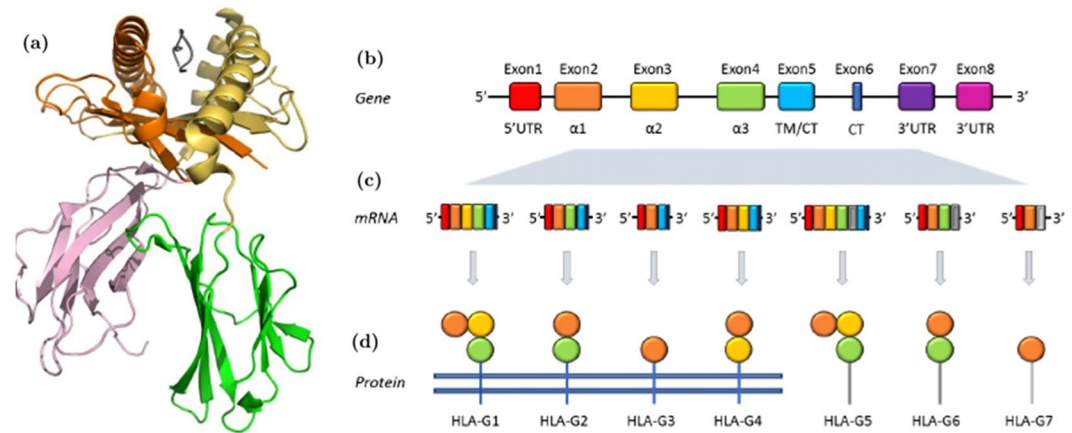 (a)
(b)
Exon1 Exon2 Exon3 Exon4 Exon5 Exon6 Exon7 Exon8
Gene 5′ 3′
5′UTR α1 α2 α3 TM/CT CT 3′UTR 3′UTR
(c)
mRNA 5′ 3′ 5′ 3′ 5′ 3′ 5′ 3′ 5′ 3′ 5′ 3′ 5′ 3′
(d)
Protein
HLA-G1 HLA-G2 HLA-G3 HLA-G4 HLA-G5 HLA-G6 HLA-G7